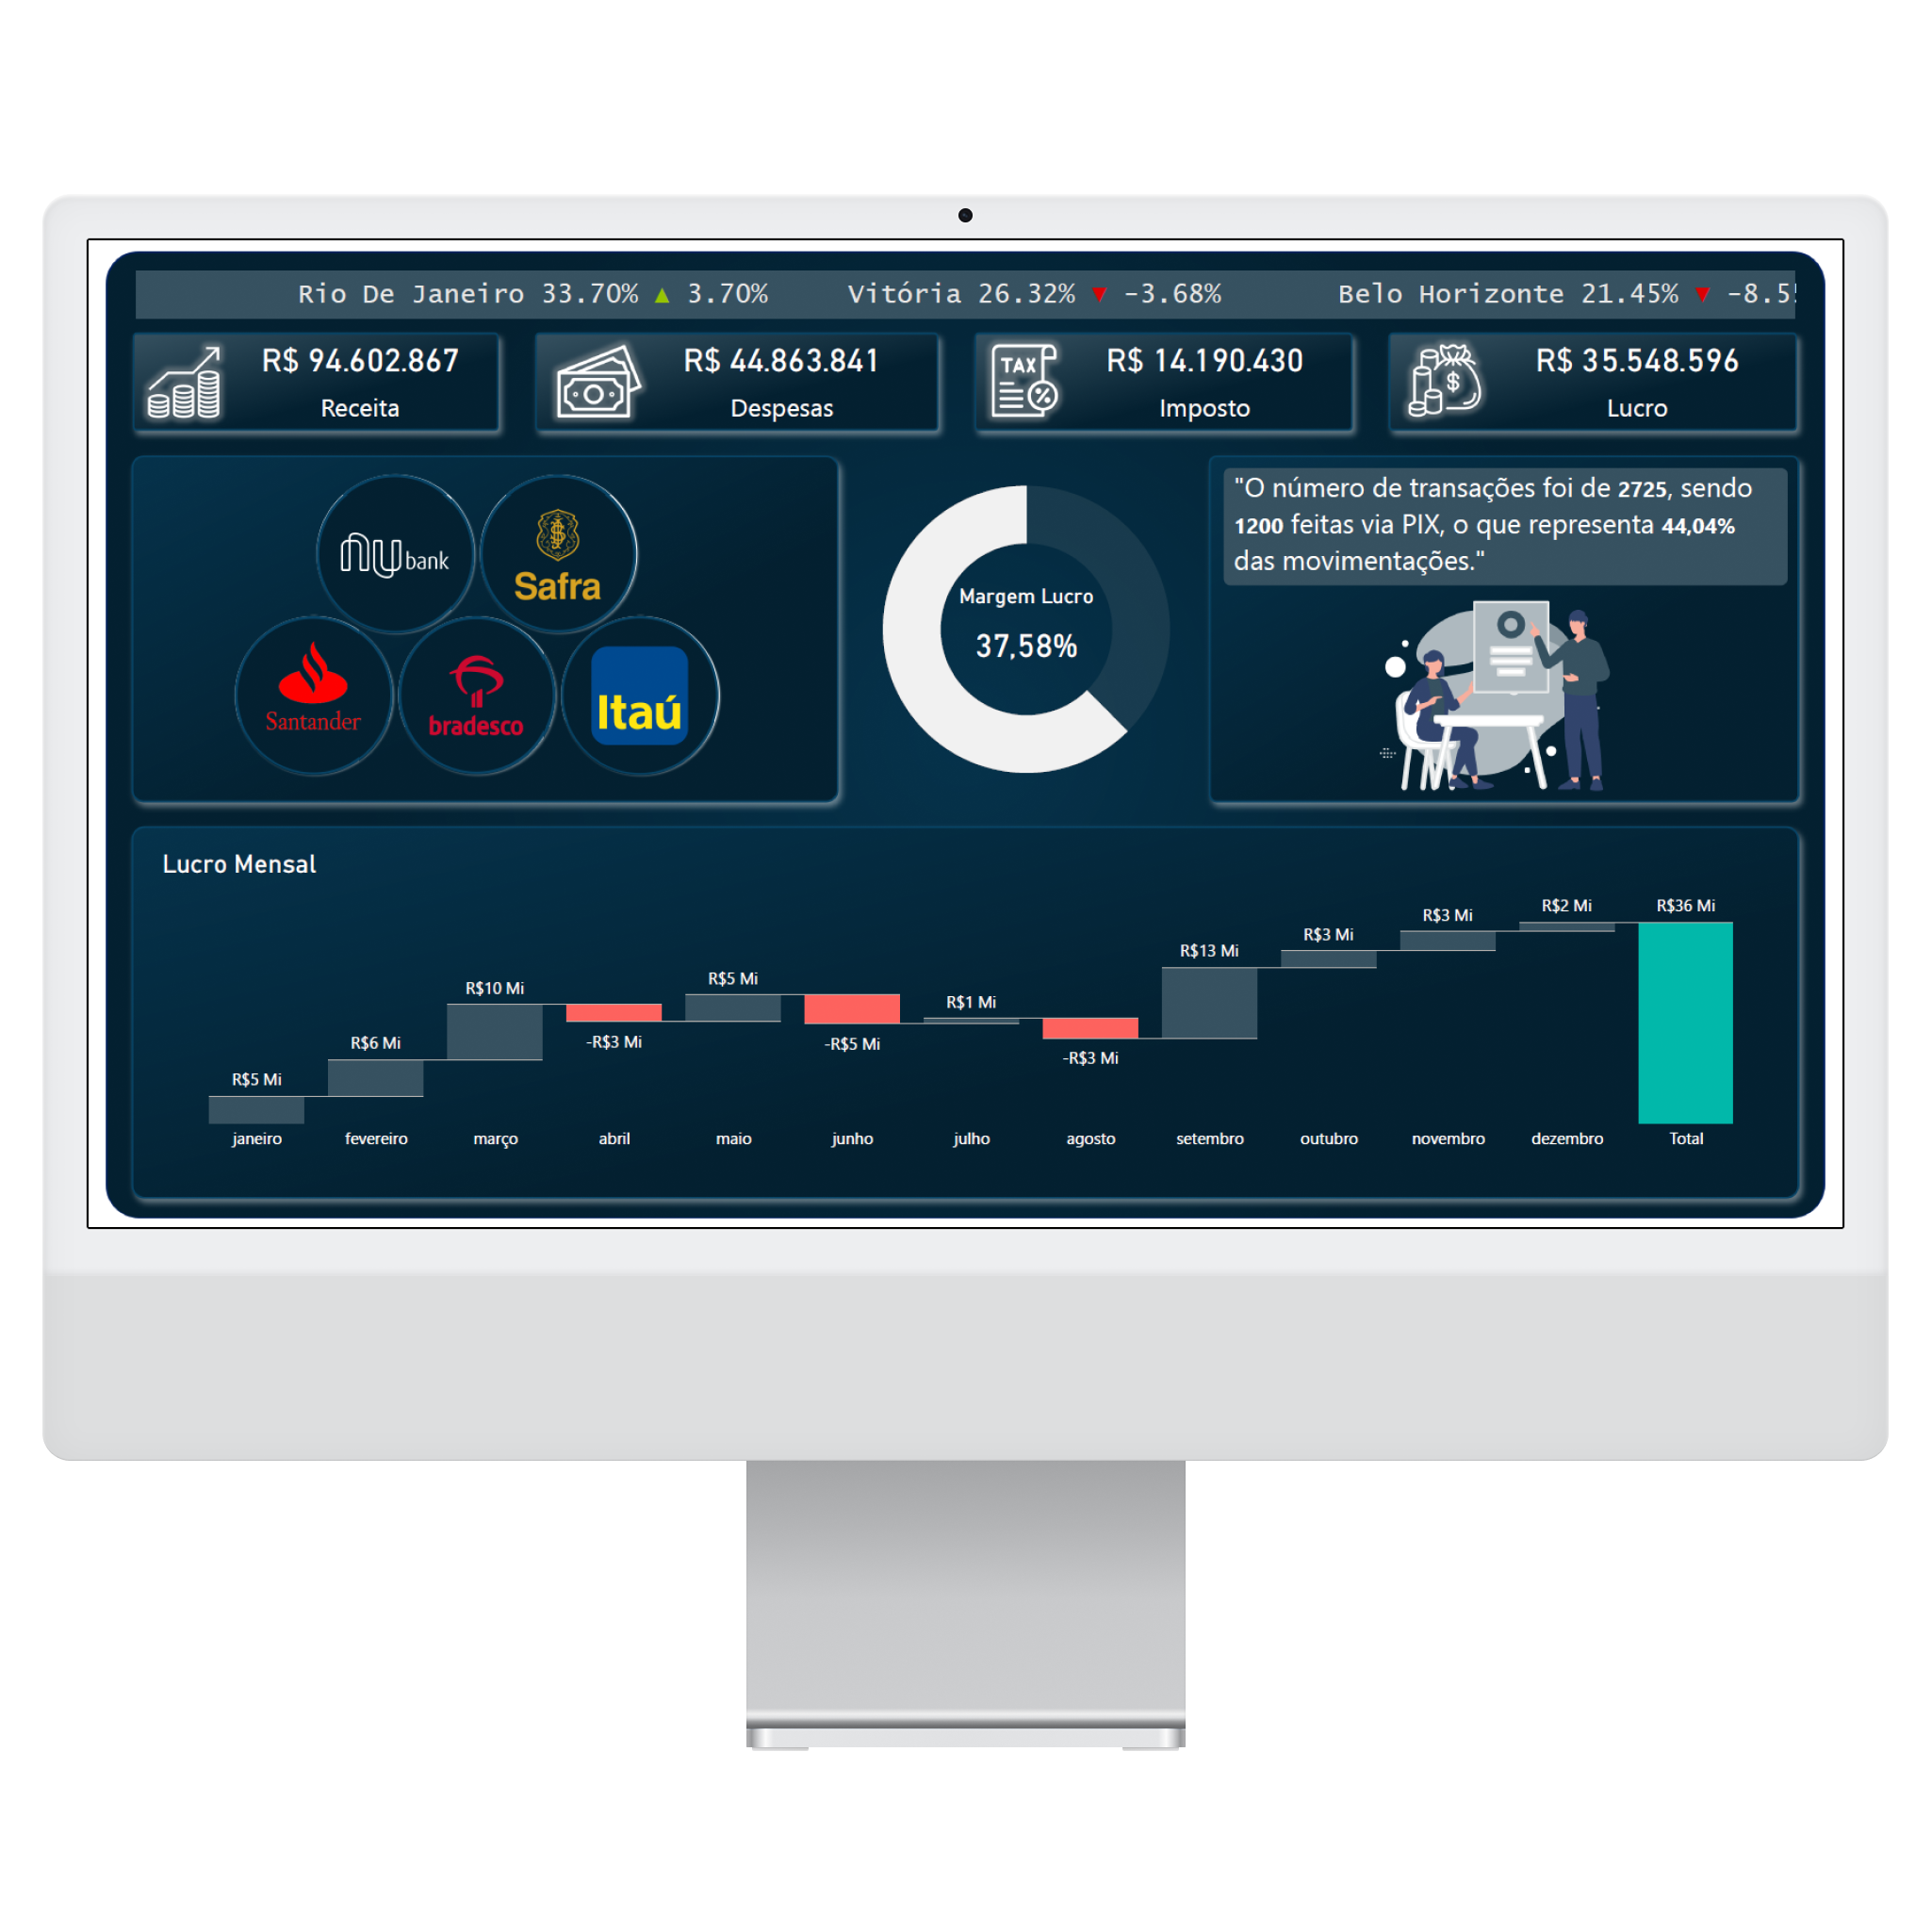 Rio De Janeiro 33.70% ▲ 3.70% Vitória 26.32% ▼ -3.68% Belo Horizonte 21.45% ▼ -8.5
R$ 94.602.867
Receita
R$ 44.863.841
Despesas
TAX
%
R$ 14.190.430
Imposto
$
R$ 35.548.596
Lucro
nu bank
Safra
Santander
bradesco
Itaú
Margem Lucro
37,58%
"O número de transações foi de 2725, sendo
1200 feitas via PIX, o que representa 44,04%
das movimentações."
Lucro Mensal
R$5 Mi
R$6 Mi
R$10 Mi
-R$3 Mi
R$5 Mi
-R$5 Mi
R$1 Mi
-R$3 Mi
R$13 Mi
R$3 Mi
R$3 Mi
R$2 Mi
R$36 Mi
janeiro fevereiro março abril maio junho julho agosto setembro outubro novembro dezembro Total